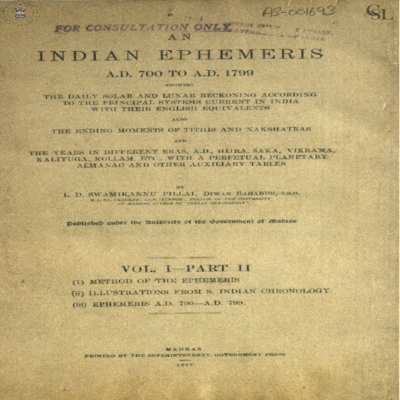 AS-001693
GSL
FOR CONSULTATION ONLY
AN
INDIAN EPHEMERIS
A.D. 700 TO A.D. 1799
SHOWING
THE DAILY SOLAR AND LUNAR RECKONING ACCORDING
TO THE PRINCIPAL SYSTEMS CURRENT IN INDIA
WITH THEIR ENGLISH EQUIVALENTS
ALSO
THE ENDING MOMENTS OF TITHIS AND NAKSHATRAS
AND
THE YEARS IN DIFFERENT ERAS, A.D., HIJRA, SAKA, VIKRAMA,
KALIYUGA, KOLLAM, ETC., WITH A PERPETUAL PLANETARY
ALMANAC AND OTHER AUXILIARY TABLES
BY
L. D. SWAMIKANNU PILLAI, DIWAN BAHADUR, I.S.O.
Published under the Authority of the Government of Madras
VOL. I—PART II
(i) METHOD OF THE EPHEMERIS
(ii) ILLUSTRATIONS FROM S. INDIAN CHRONOLOGY
(iii) EPHEMERIS A.D. 700—A.D. 799.
MADRAS
PRINTED BY THE SUPERINTENDENT, GOVERNMENT PRESS